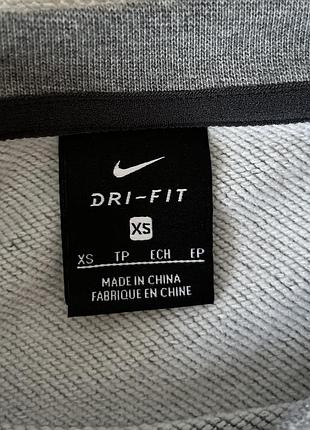 DRI-FIT
XS
XS TP ECH EP
MADE IN CHINA
FABRIQUE EN CHINE